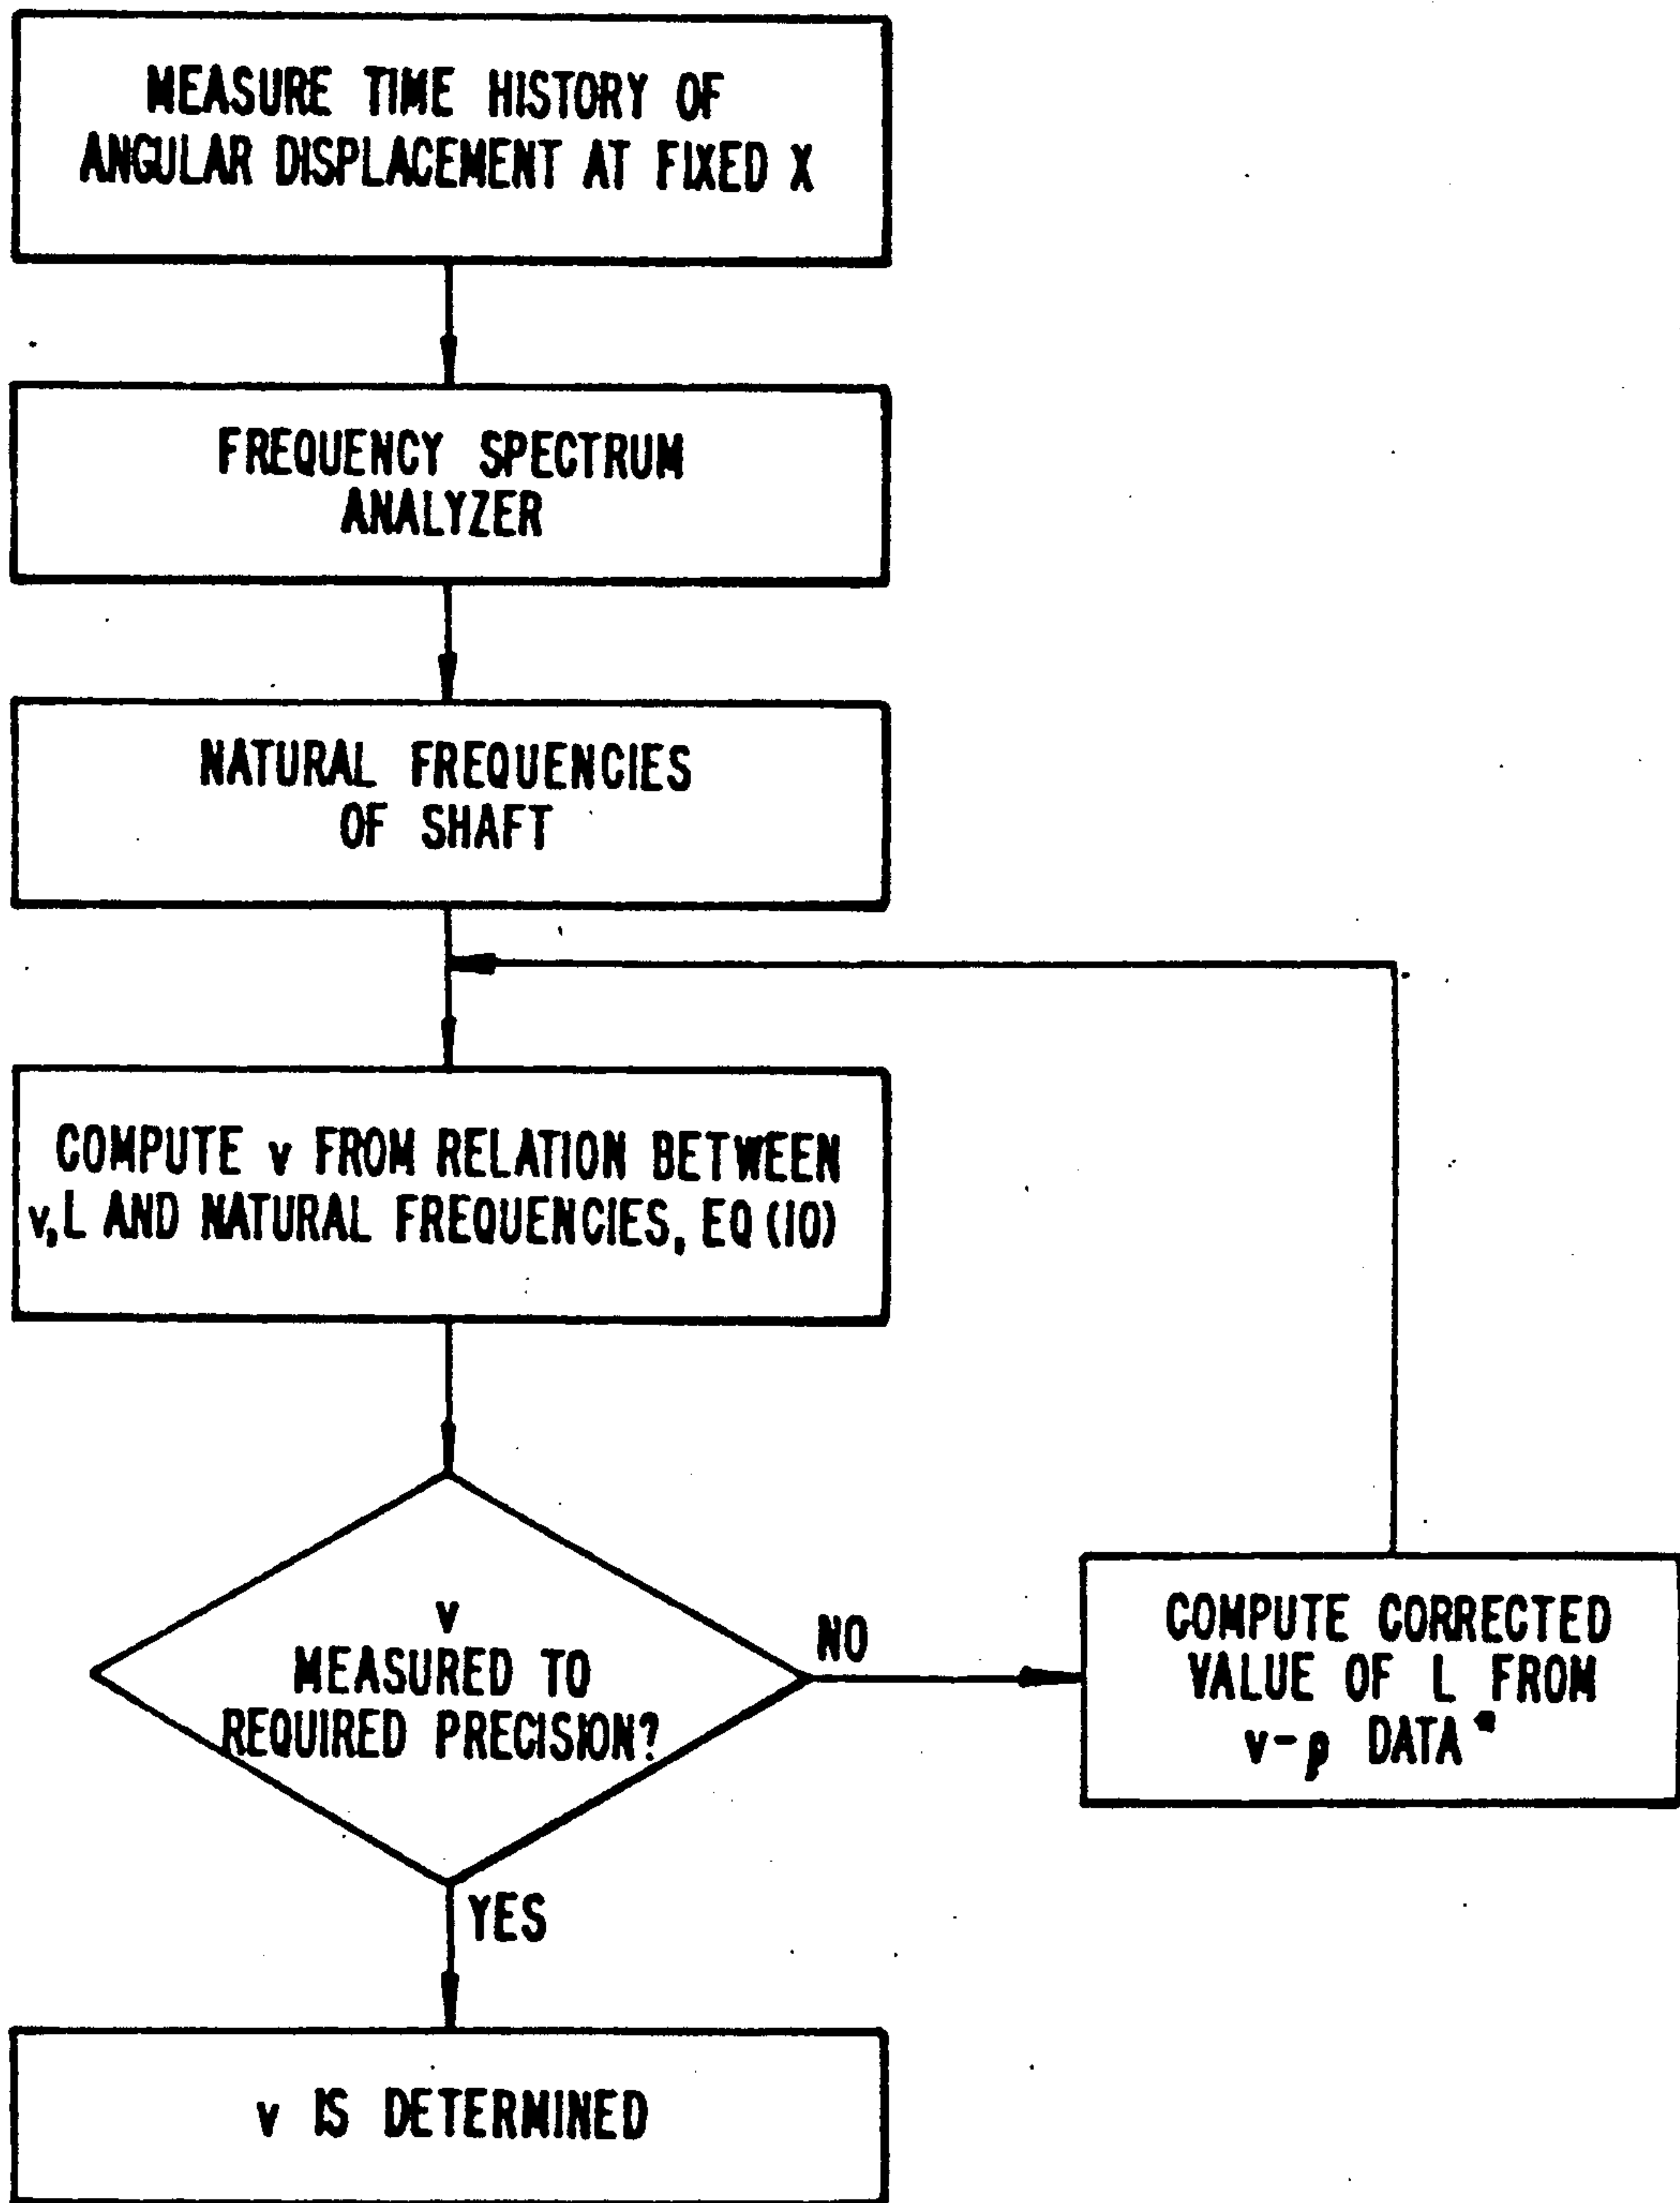 MEASURE TIME HISTORY OF
ANGULAR DISPLACEMENT AT FIXED X
FREQUENCY SPECTRUM
ANALYZER
NATURAL FREQUENCIES
OF SHAFT
COMPUTE v FROM RELATION BETWEEN
v,L AND NATURAL FREQUENCIES, EQ (10)
v
MEASURED TO
REQUIRED PRECISION?
NO
COMPUTE CORRECTED
VALUE OF L FROM
v-ρ DATA*
YES
v IS DETERMINED